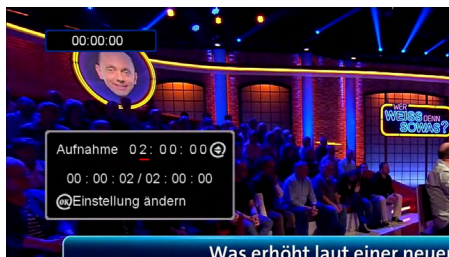 00:00:00
WER
WEISS DENN
SOWAS?
Aufnahme 02: 00: 00
00 : 00 : 02 / 02 : 00 : 00
OK Einstellung ändern
Was erhöht laut einer neuen